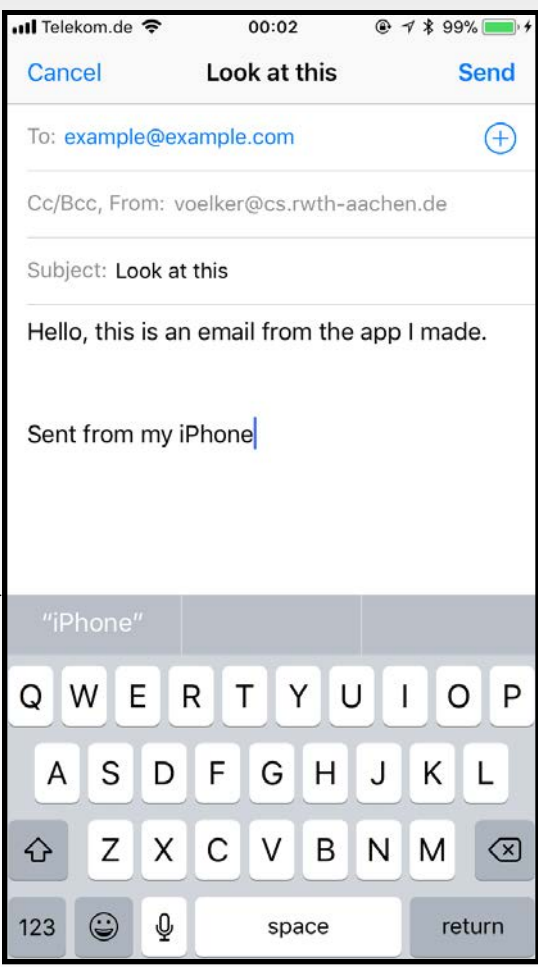 Telekom.de 00:02 99%
Cancel Look at this Send
To: example@example.com
Cc/Bcc, From: voelker@cs.rwth-aachen.de
Subject: Look at this
Hello, this is an email from the app I made.
Sent from my iPhone
“iPhone”
Q W E R T Y U I O P
A S D F G H J K L
Z X C V B N M
123 space return